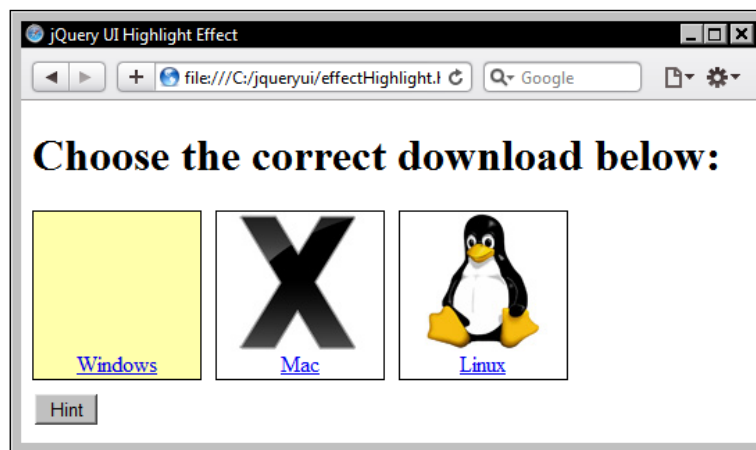 jQuery UI Highlight Effect
file:///C:/jqueryui/effectHighlight.
Google
Choose the correct download below:
Windows
Mac
Linux
Hint